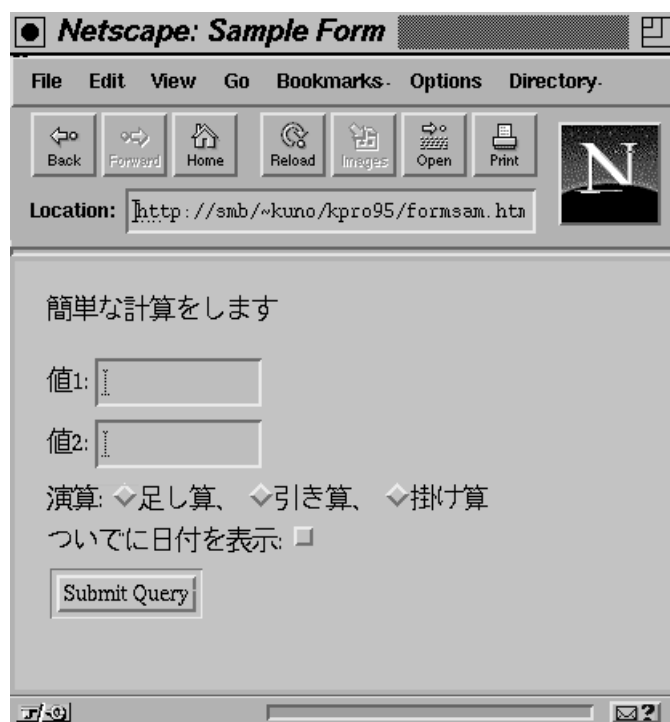 Netscape: Sample Form
File Edit View Go Bookmarks Options Directory
Back Forward Home Reload Images Open Print
N
Location: http://smb/~kuno/kpro95/formsam.htm
簡単な計算をします
値1:
値2:
演算: 足し算、 引き算、 掛け算
ついでに日付を表示:
Submit Query
?